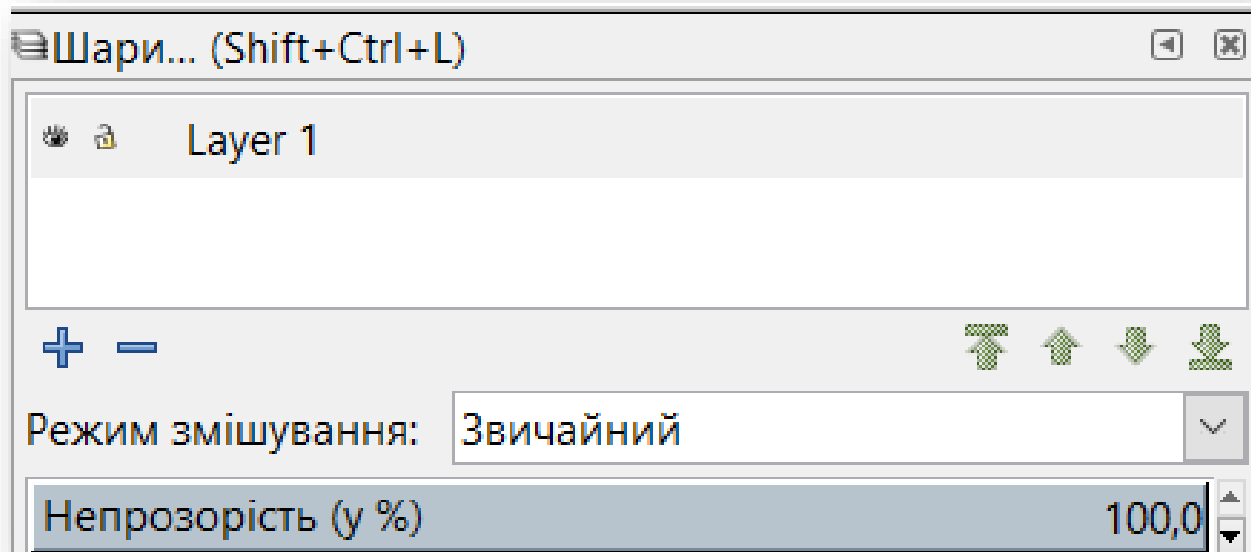 Шари... (Shift+Ctrl+L)
Layer 1
Режим змішування: Звичайний
Непрозорість (у %) 100,0